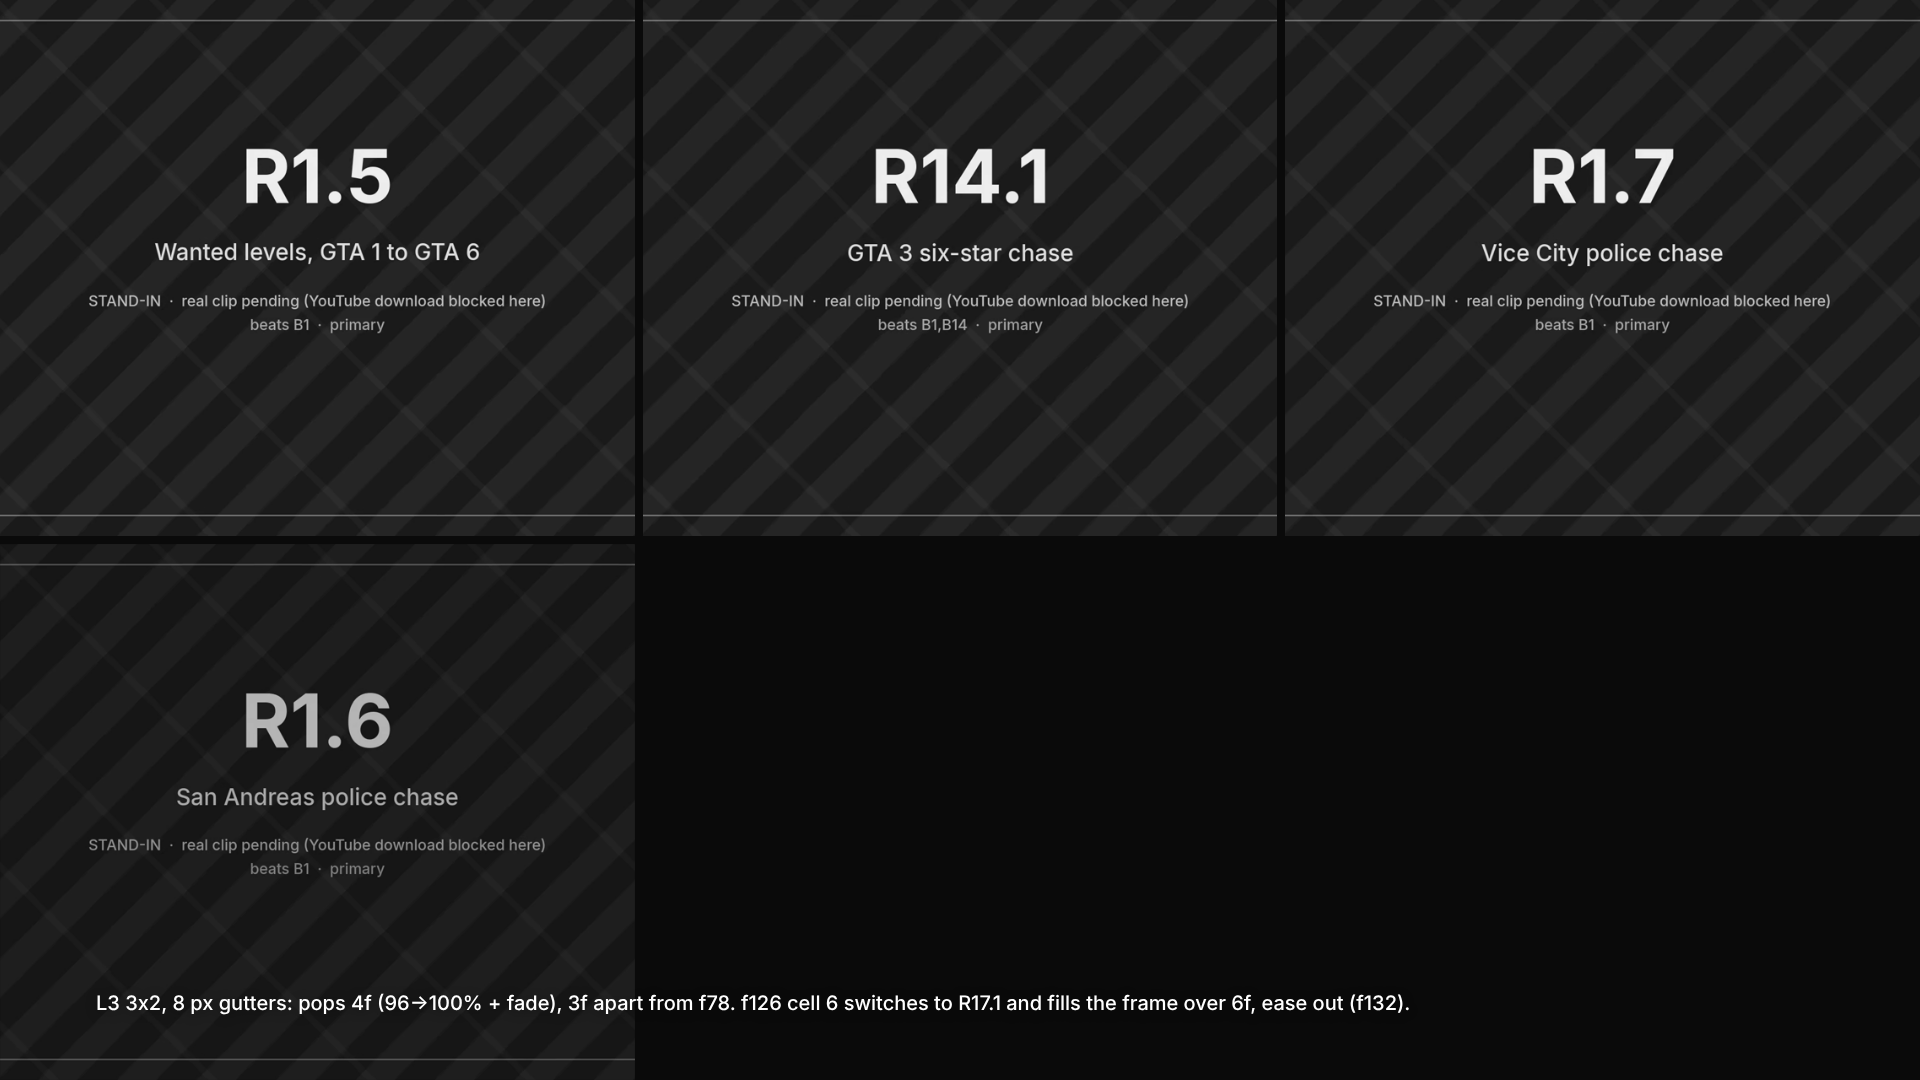 R1.5
Wanted levels, GTA 1 to GTA 6
STAND-IN · real clip pending (YouTube download blocked here)
beats B1 · primary
R14.1
GTA 3 six-star chase
STAND-IN · real clip pending (YouTube download blocked here)
beats B1,B14 · primary
R1.7
Vice City police chase
STAND-IN · real clip pending (YouTube download blocked here)
beats B1 · primary
R1.6
San Andreas police chase
STAND-IN · real clip pending (YouTube download blocked here)
beats B1 · primary
L3 3x2, 8 px gutters: pops 4f (96→100% + fade), 3f apart from f78. f126 cell 6 switches to R17.1 and fills the frame over 6f, ease out (f132).